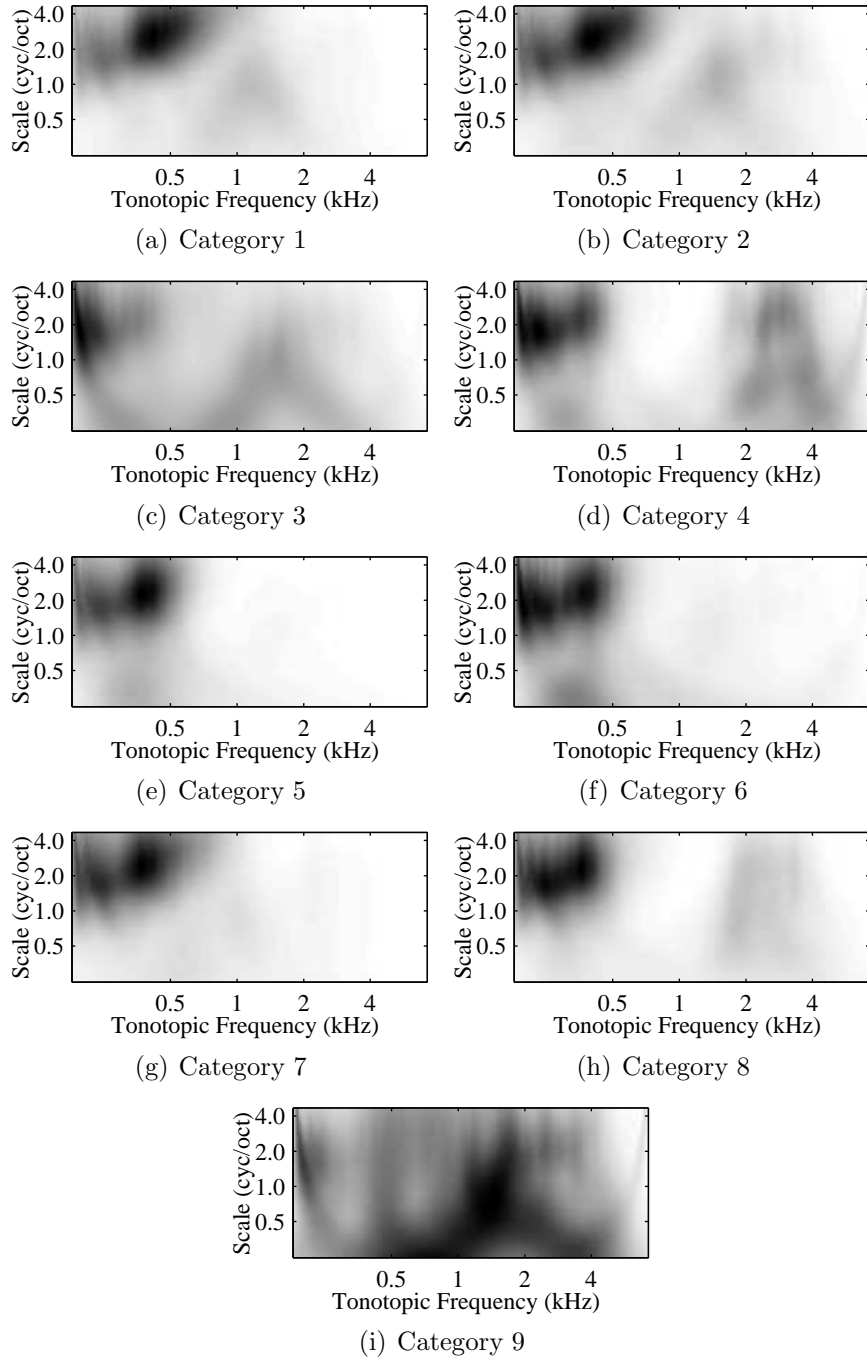 4.0
2.0
1.0
0.5
Scale (cyc/oct)
0.5 1 2 4
Tonotopic Frequency (kHz)
(a) Category 1
4.0
2.0
1.0
0.5
Scale (cyc/oct)
0.5 1 2 4
Tonotopic Frequency (kHz)
(b) Category 2
4.0
2.0
1.0
0.5
Scale (cyc/oct)
0.5 1 2 4
Tonotopic Frequency (kHz)
(c) Category 3
4.0
2.0
1.0
0.5
Scale (cyc/oct)
0.5 1 2 4
Tonotopic Frequency (kHz)
(d) Category 4
4.0
2.0
1.0
0.5
Scale (cyc/oct)
0.5 1 2 4
Tonotopic Frequency (kHz)
(e) Category 5
4.0
2.0
1.0
0.5
Scale (cyc/oct)
0.5 1 2 4
Tonotopic Frequency (kHz)
(f) Category 6
4.0
2.0
1.0
0.5
Scale (cyc/oct)
0.5 1 2 4
Tonotopic Frequency (kHz)
(g) Category 7
4.0
2.0
1.0
0.5
Scale (cyc/oct)
0.5 1 2 4
Tonotopic Frequency (kHz)
(h) Category 8
4.0
2.0
1.0
0.5
Scale (cyc/oct)
0.5 1 2 4
Tonotopic Frequency (kHz)
(i) Category 9